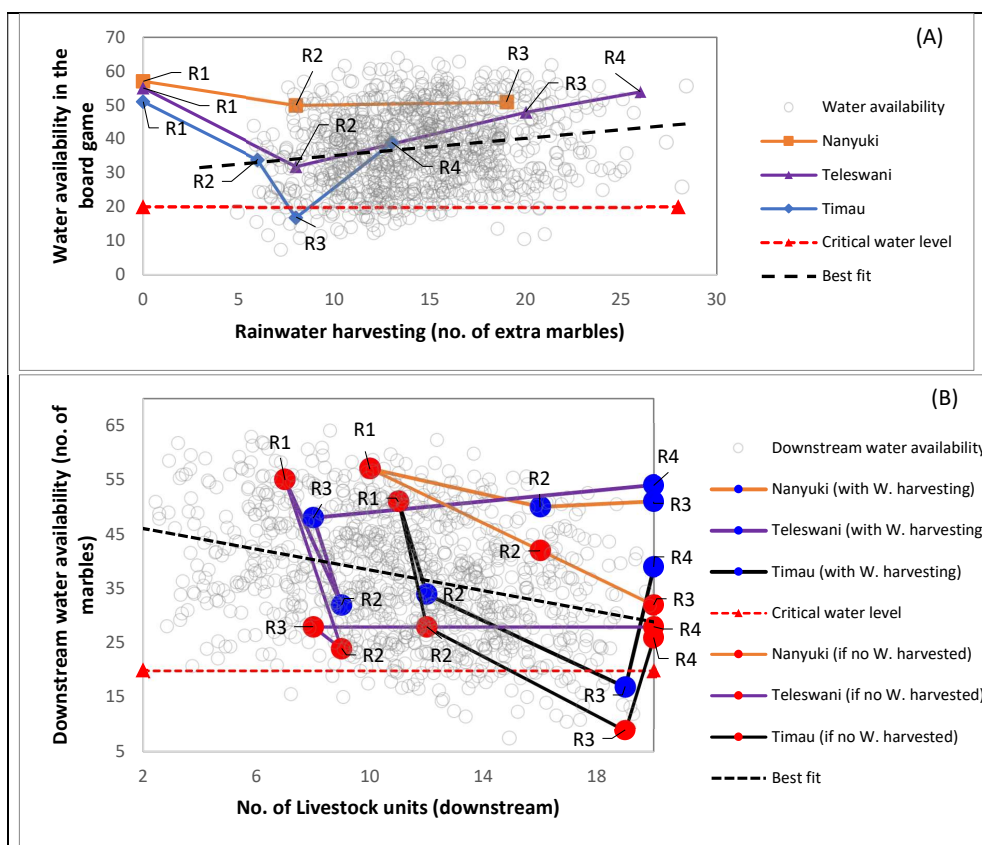 (A)
Water availability in the
board game
70
60
50
40
30
20
10
0
R1
R1
R1
R2
R2
R2
R3
R3
R3
R4
R4
0 5 10 15 20 25 30
Rainwater harvesting (no. of extra marbles)
Water availability
Nanyuki
Teleswani
Timau
Critical water level
Best fit
(B)
Downstream water availability (no. of
marbles)
65
55
45
35
25
15
5
R1
R1
R1
R2
R2
R2
R2
R2
R2
R3
R3
R3
R3
R3
R3
R4
R4
R4
R4
2 6 10 14 18
No. of Livestock units (downstream)
Downstream water availability
Nanyuki (with W. harvesting)
Teleswani (with W. harvesting
Timau (with W. harvesting)
Critical water level
Nanyuki (if no W. harvested)
Teleswani (if no W. harvested)
Timau (if no W. harvested)
Best fit